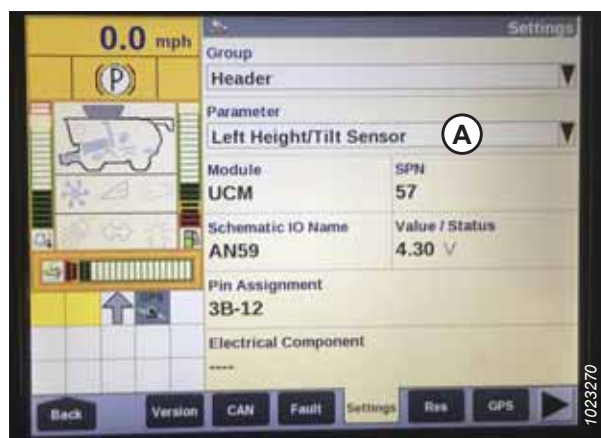 0.0 mph
(P)
Settings
Group
Header
Parameter
Left Height/Tilt Sensor
A
Module
SPN
UCM
57
Schematic IO Name
Value / Status
AN59
4.30 V
Pin Assignment
3B-12
Electrical Component
----
Back
Version
CAN
Fault
Settings
Res
GPS
1023270